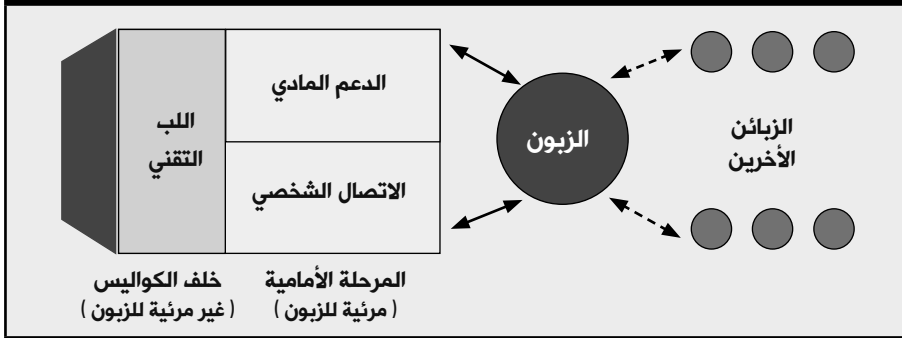 الدعم المادي
اللب
التقني
الاتصال الشخصي
الزبون
الزبائن
الأخرين
المرحلة الأمامية
( مرئية للزبون )
خلف الكواليس
( غير مرئية للزبون )